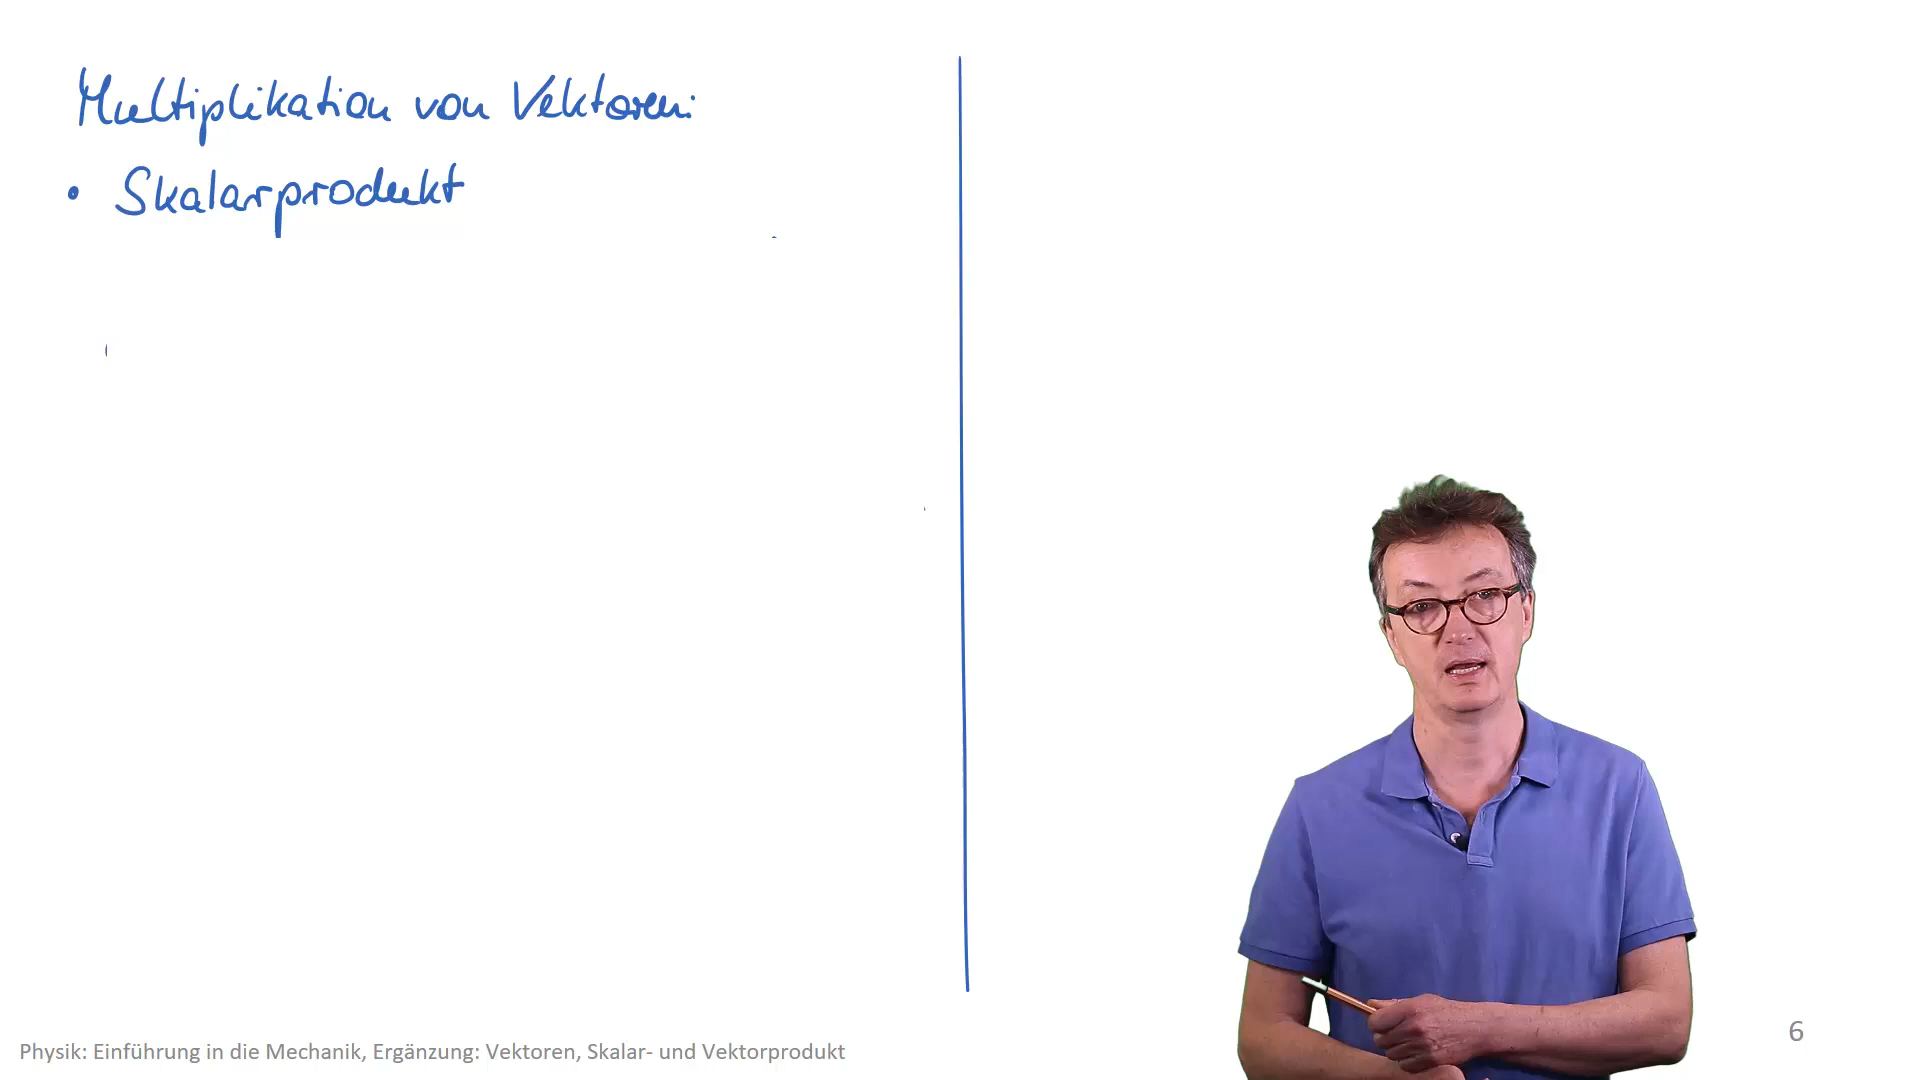 Multiplikation von Vektoren:
• Skalarprodukt
Physik: Einführung in die Mechanik, Ergänzung: Vektoren, Skalar- und Vektorprodukt
6